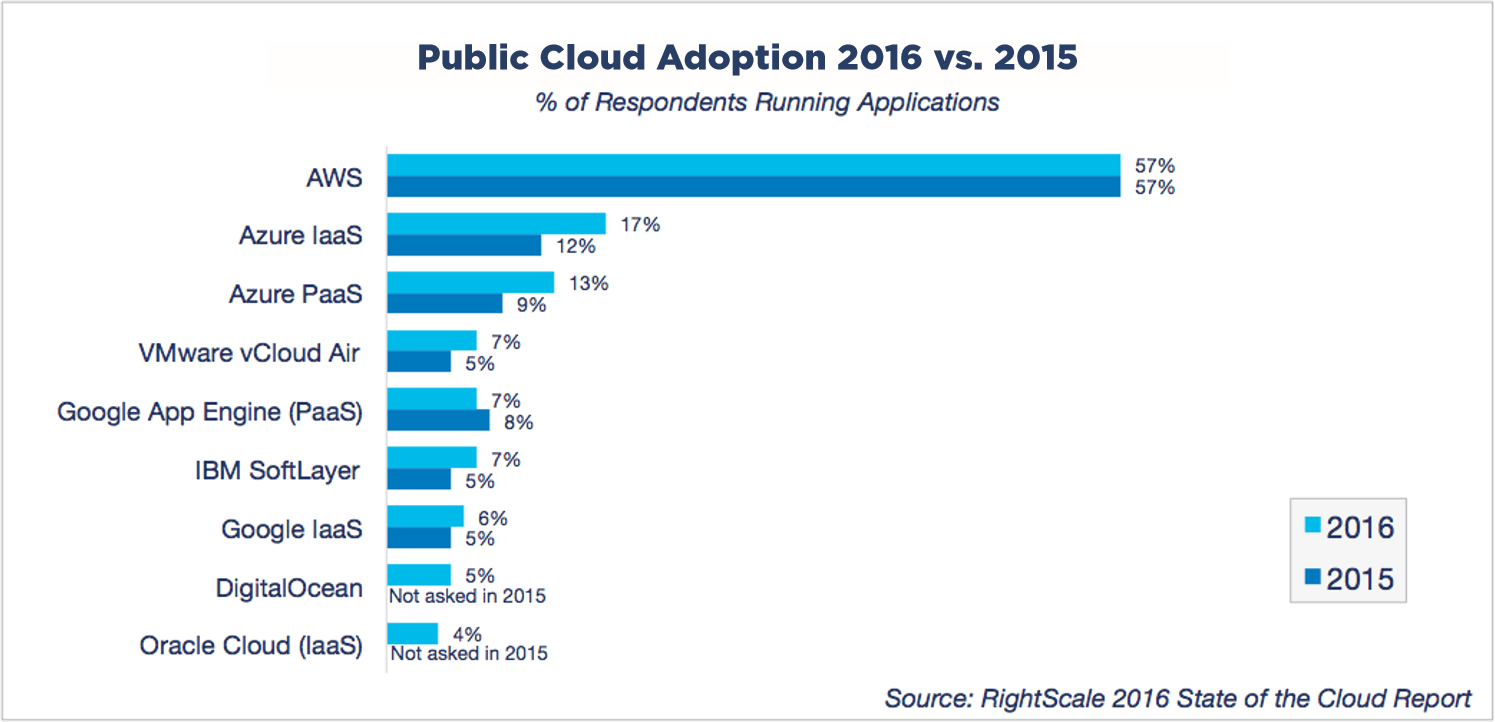 Public Cloud Adoption 2016 vs. 2015
% of Respondents Running Applications
AWS
57%
57%
Azure IaaS
17%
12%
Azure PaaS
13%
9%
VMware vCloud Air
7%
5%
Google App Engine (PaaS)
7%
8%
IBM SoftLayer
7%
5%
Google IaaS
6%
5%
DigitalOcean
5%
Not asked in 2015
Oracle Cloud (IaaS)
4%
Not asked in 2015
2016
2015
Source: RightScale 2016 State of the Cloud Report